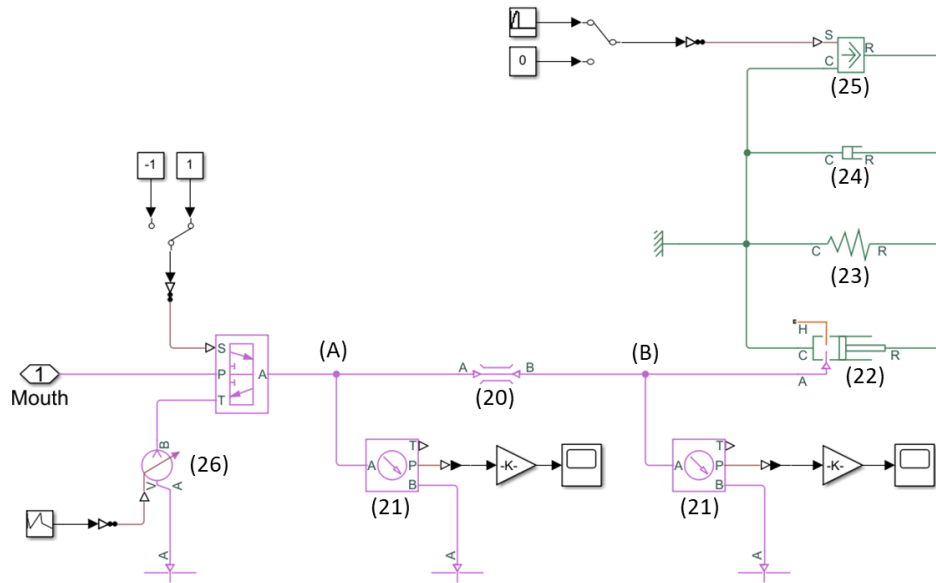 S
R
C
(25)
0
C R
(24)
-1 1
C R
(23)
H
C
R
A
(22)
S
P A
T
(A)
A B
(20)
(B)
1
Mouth
B
(26)
V A
T
A P
B
(21)
-K-
T
A P
B
(21)
-K-
A
A
A